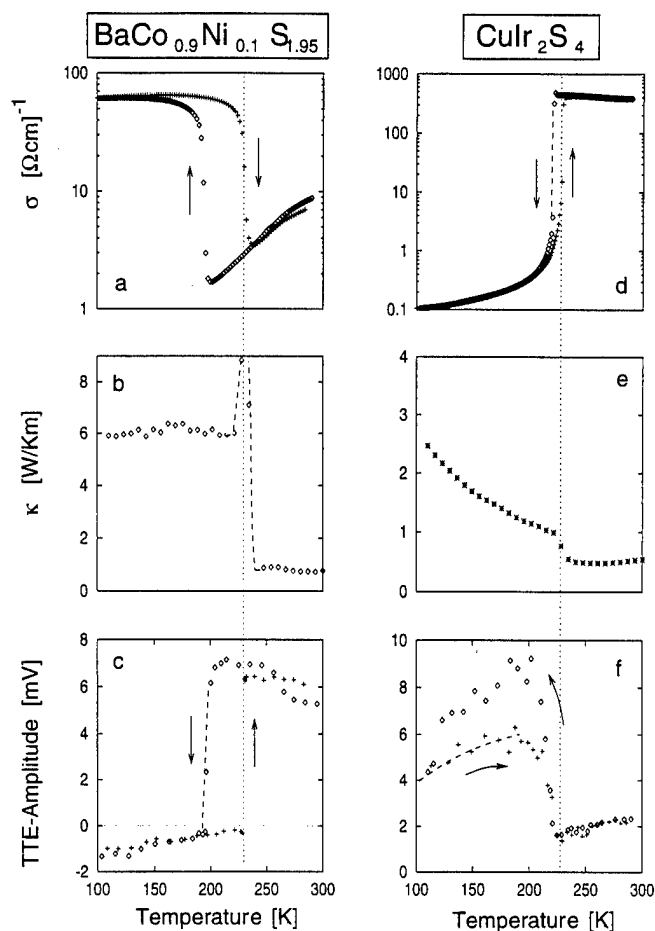 BaCo0.9Ni0.1S1.95
CuIr2S4
σ [Ωcm]-1
100
10
1
a
1000
100
10
1
0.1
d
κ [W/Km]
8
6
4
2
0
b
4
3
2
1
0
e
TTE-Amplitude [mV]
8
6
4
2
0
-2
c
100 150 200 250 300
Temperature [K]
10
8
6
4
2
0
f
100 150 200 250 300
Temperature [K]